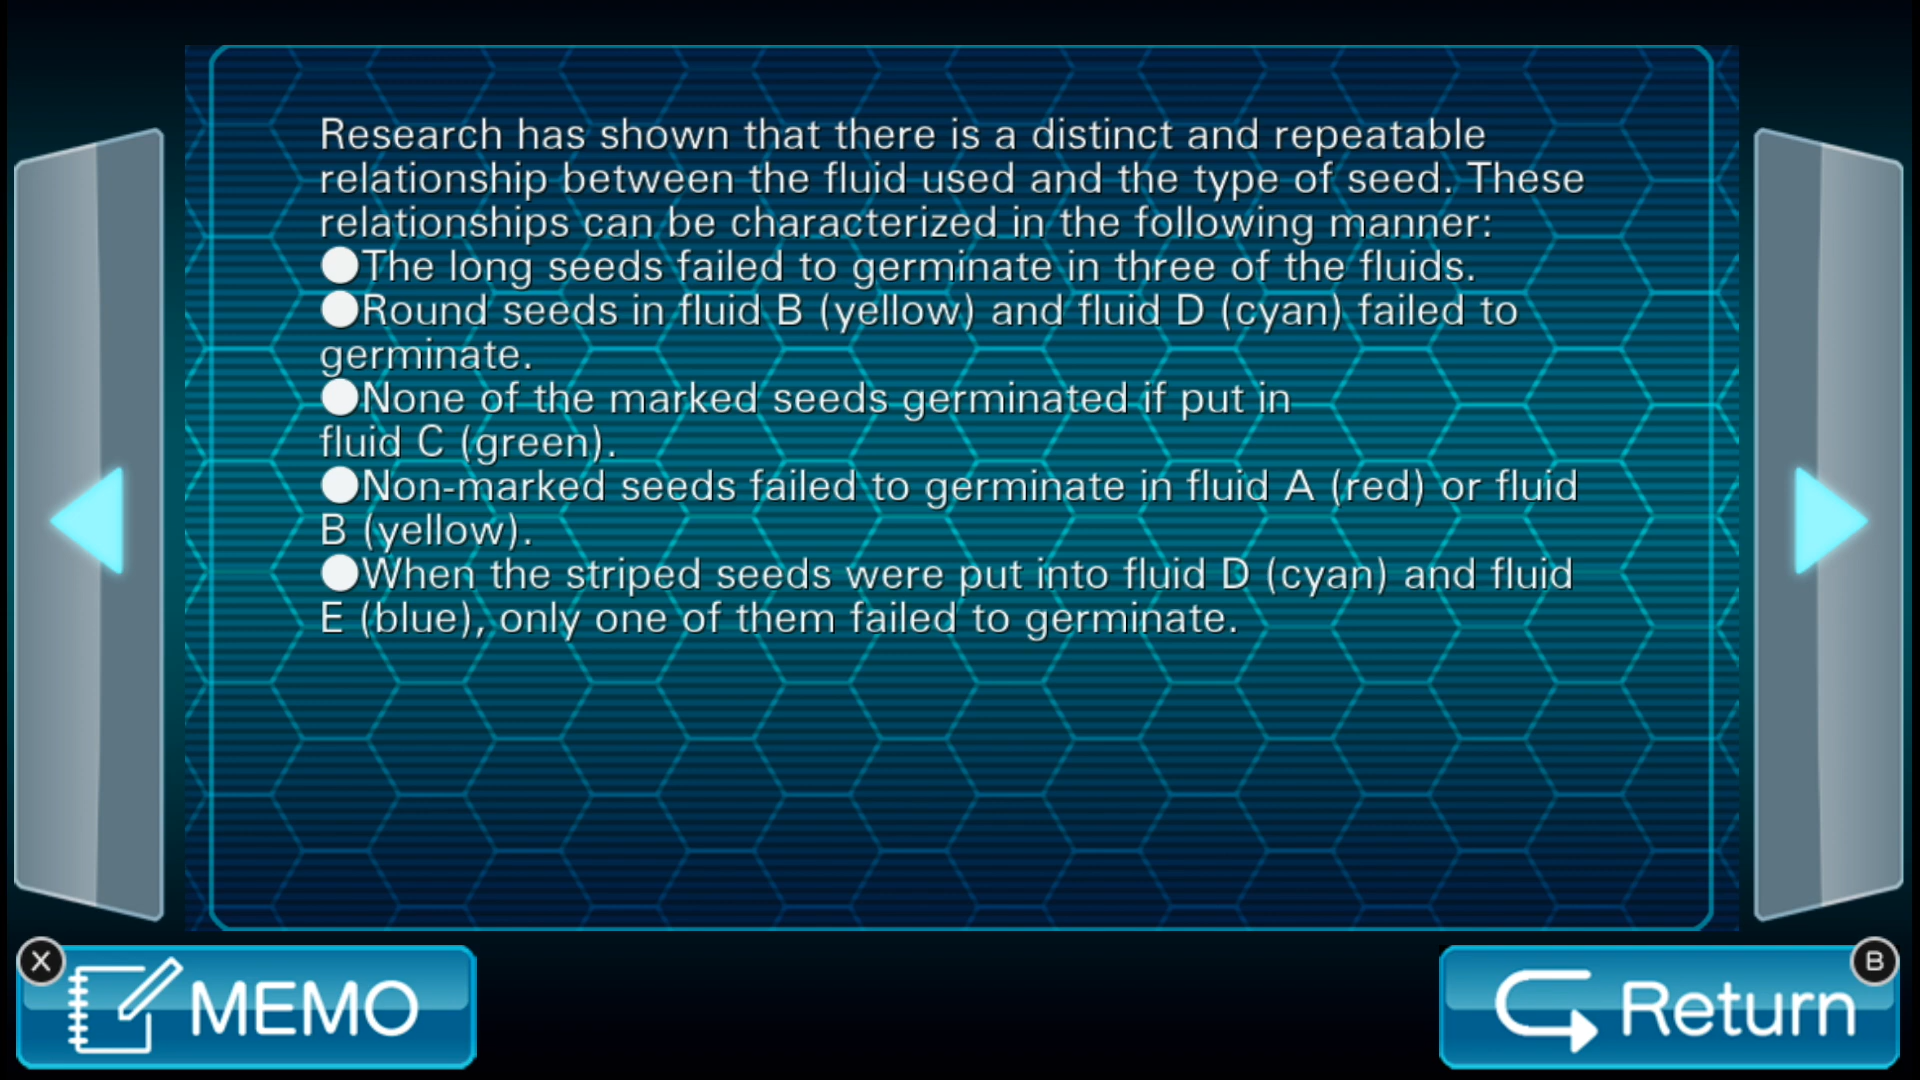 Research has shown that there is a distinct and repeatable
relationship between the fluid used and the type of seed. These
relationships can be characterized in the following manner:
●The long seeds failed to germinate in three of the fluids.
●Round seeds in fluid B (yellow) and fluid D (cyan) failed to
germinate.
●None of the marked seeds germinated if put in
fluid C (green).
●Non-marked seeds failed to germinate in fluid A (red) or fluid
B (yellow).
●When the striped seeds were put into fluid D (cyan) and fluid
E (blue), only one of them failed to germinate.
X MEMO
B Return